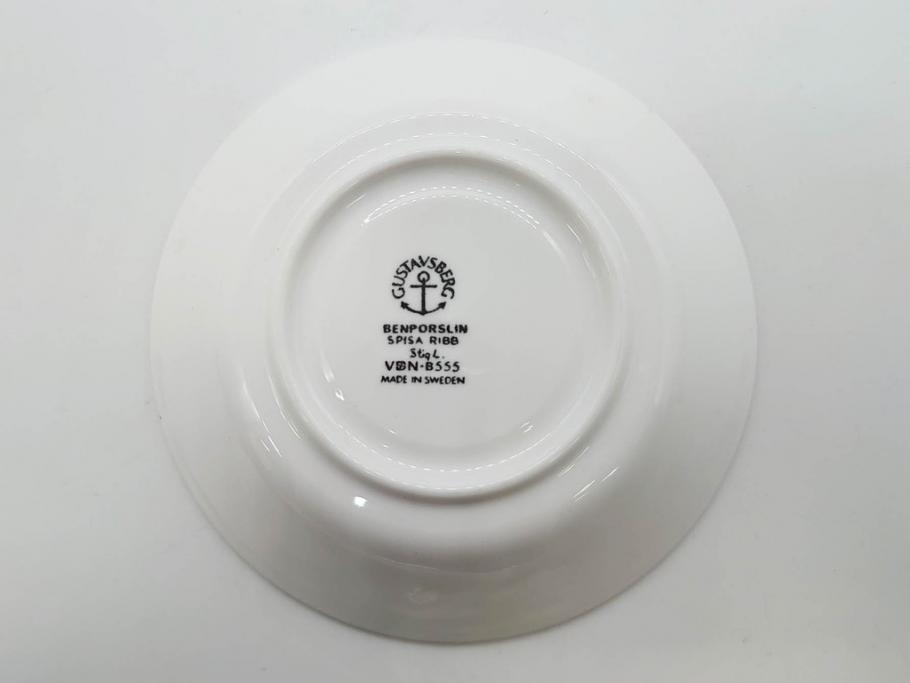 GUSTAVSBERG
BENPORSLIN
SPISA RIBB
Stig L.
VDN-B555
MADE IN SWEDEN